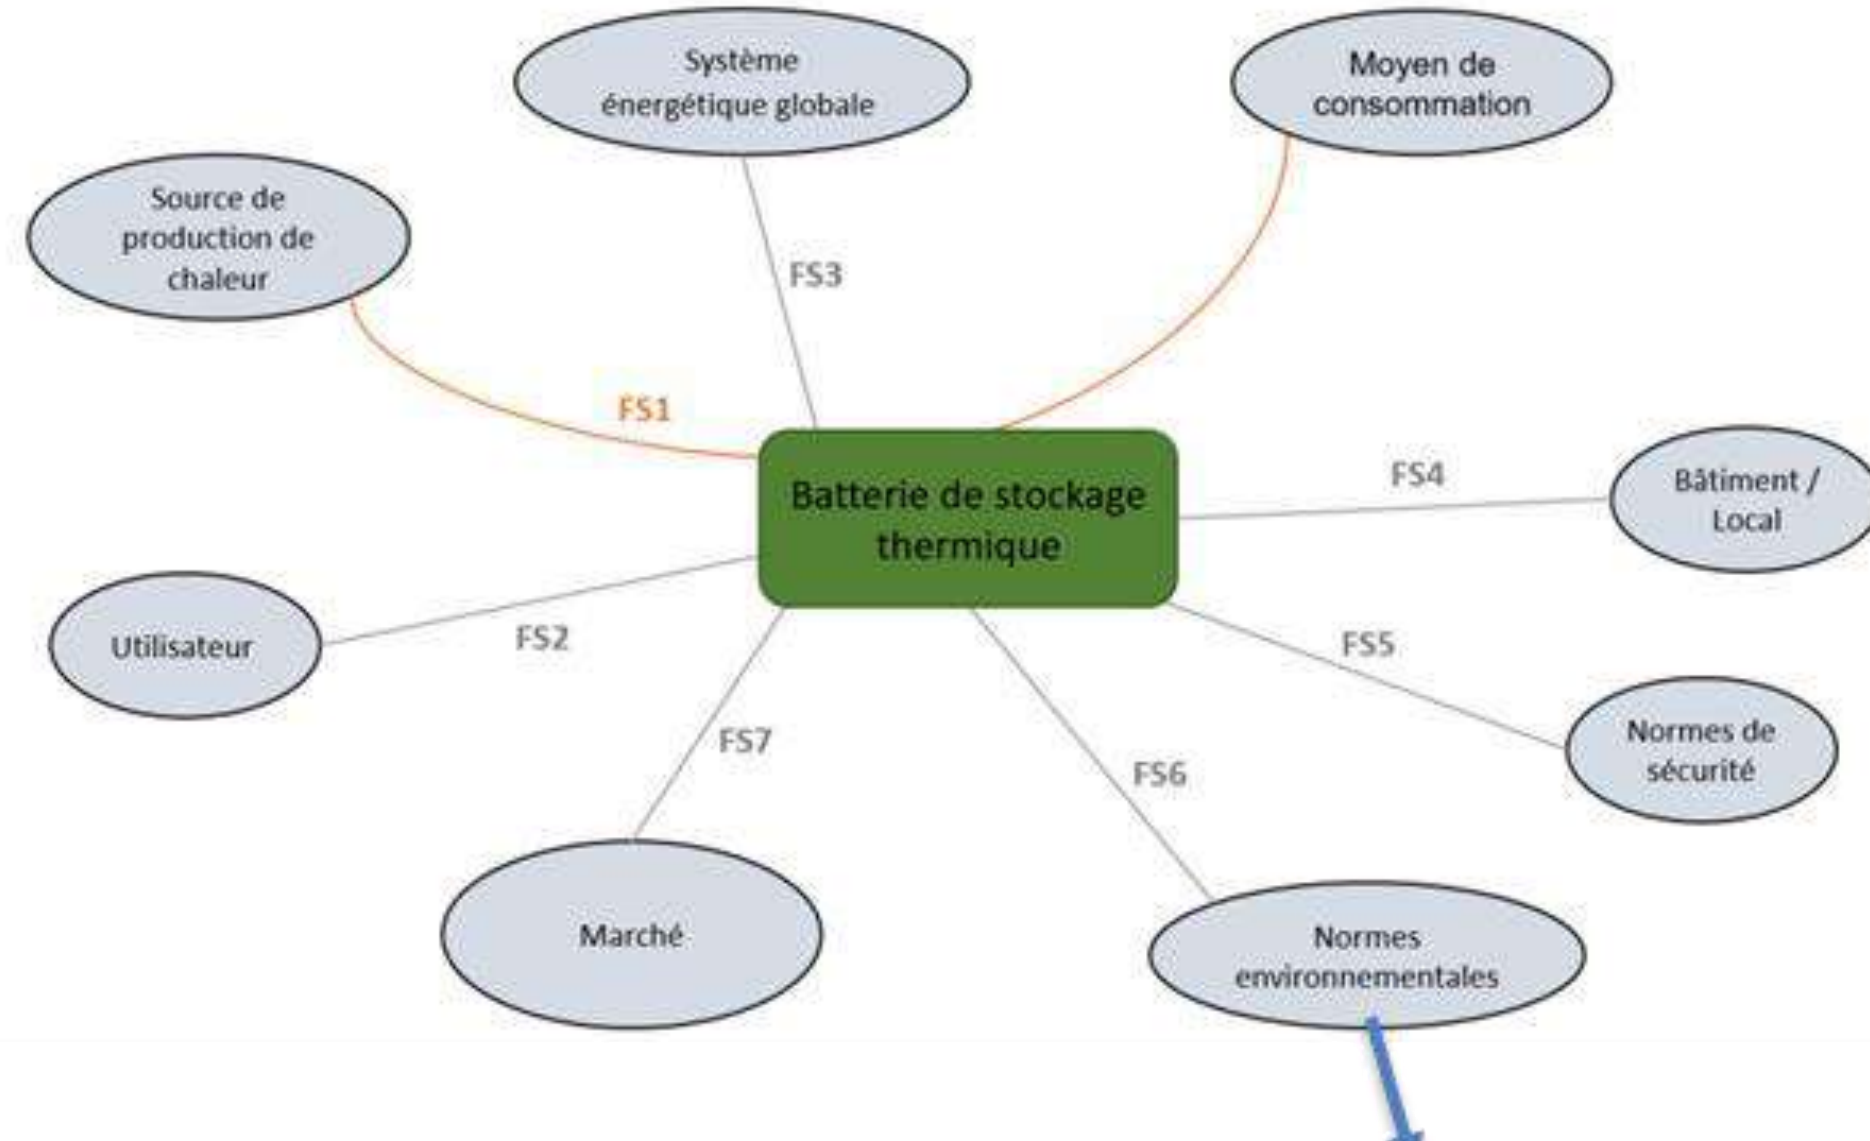 Système
énergétique globale
Moyen de
consommation
Source de
production de
chaleur
FS3
FS1
Batterie de stockage
thermique
FS4
Bâtiment /
Local
Utilisateur
FS2
FS5
Normes de
sécurité
FS7
FS6
Marché
Normes
environnementales